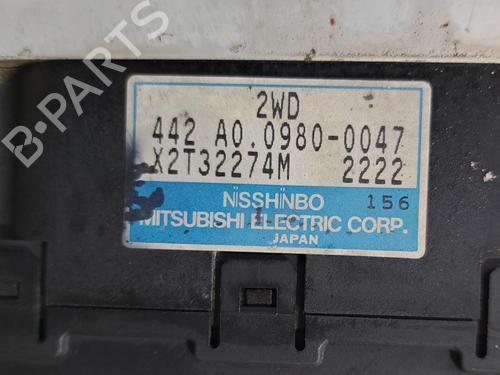 2WD
442 A0.0980-0047
X2T32274M 2222
NISSHINBO 156
MITSUBISHI ELECTRIC CORP.
JAPAN
B-PARTS